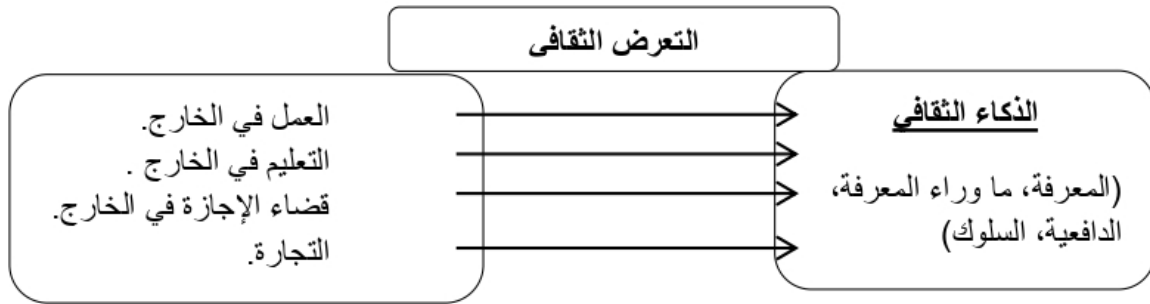 التعرض الثقافى
الذكاء الثقافي
(المعرفة، ما وراء المعرفة،
الدافعية، السلوك)
العمل في الخارج.
التعليم في الخارج .
قضاء الإجازة في الخارج.
التجارة.